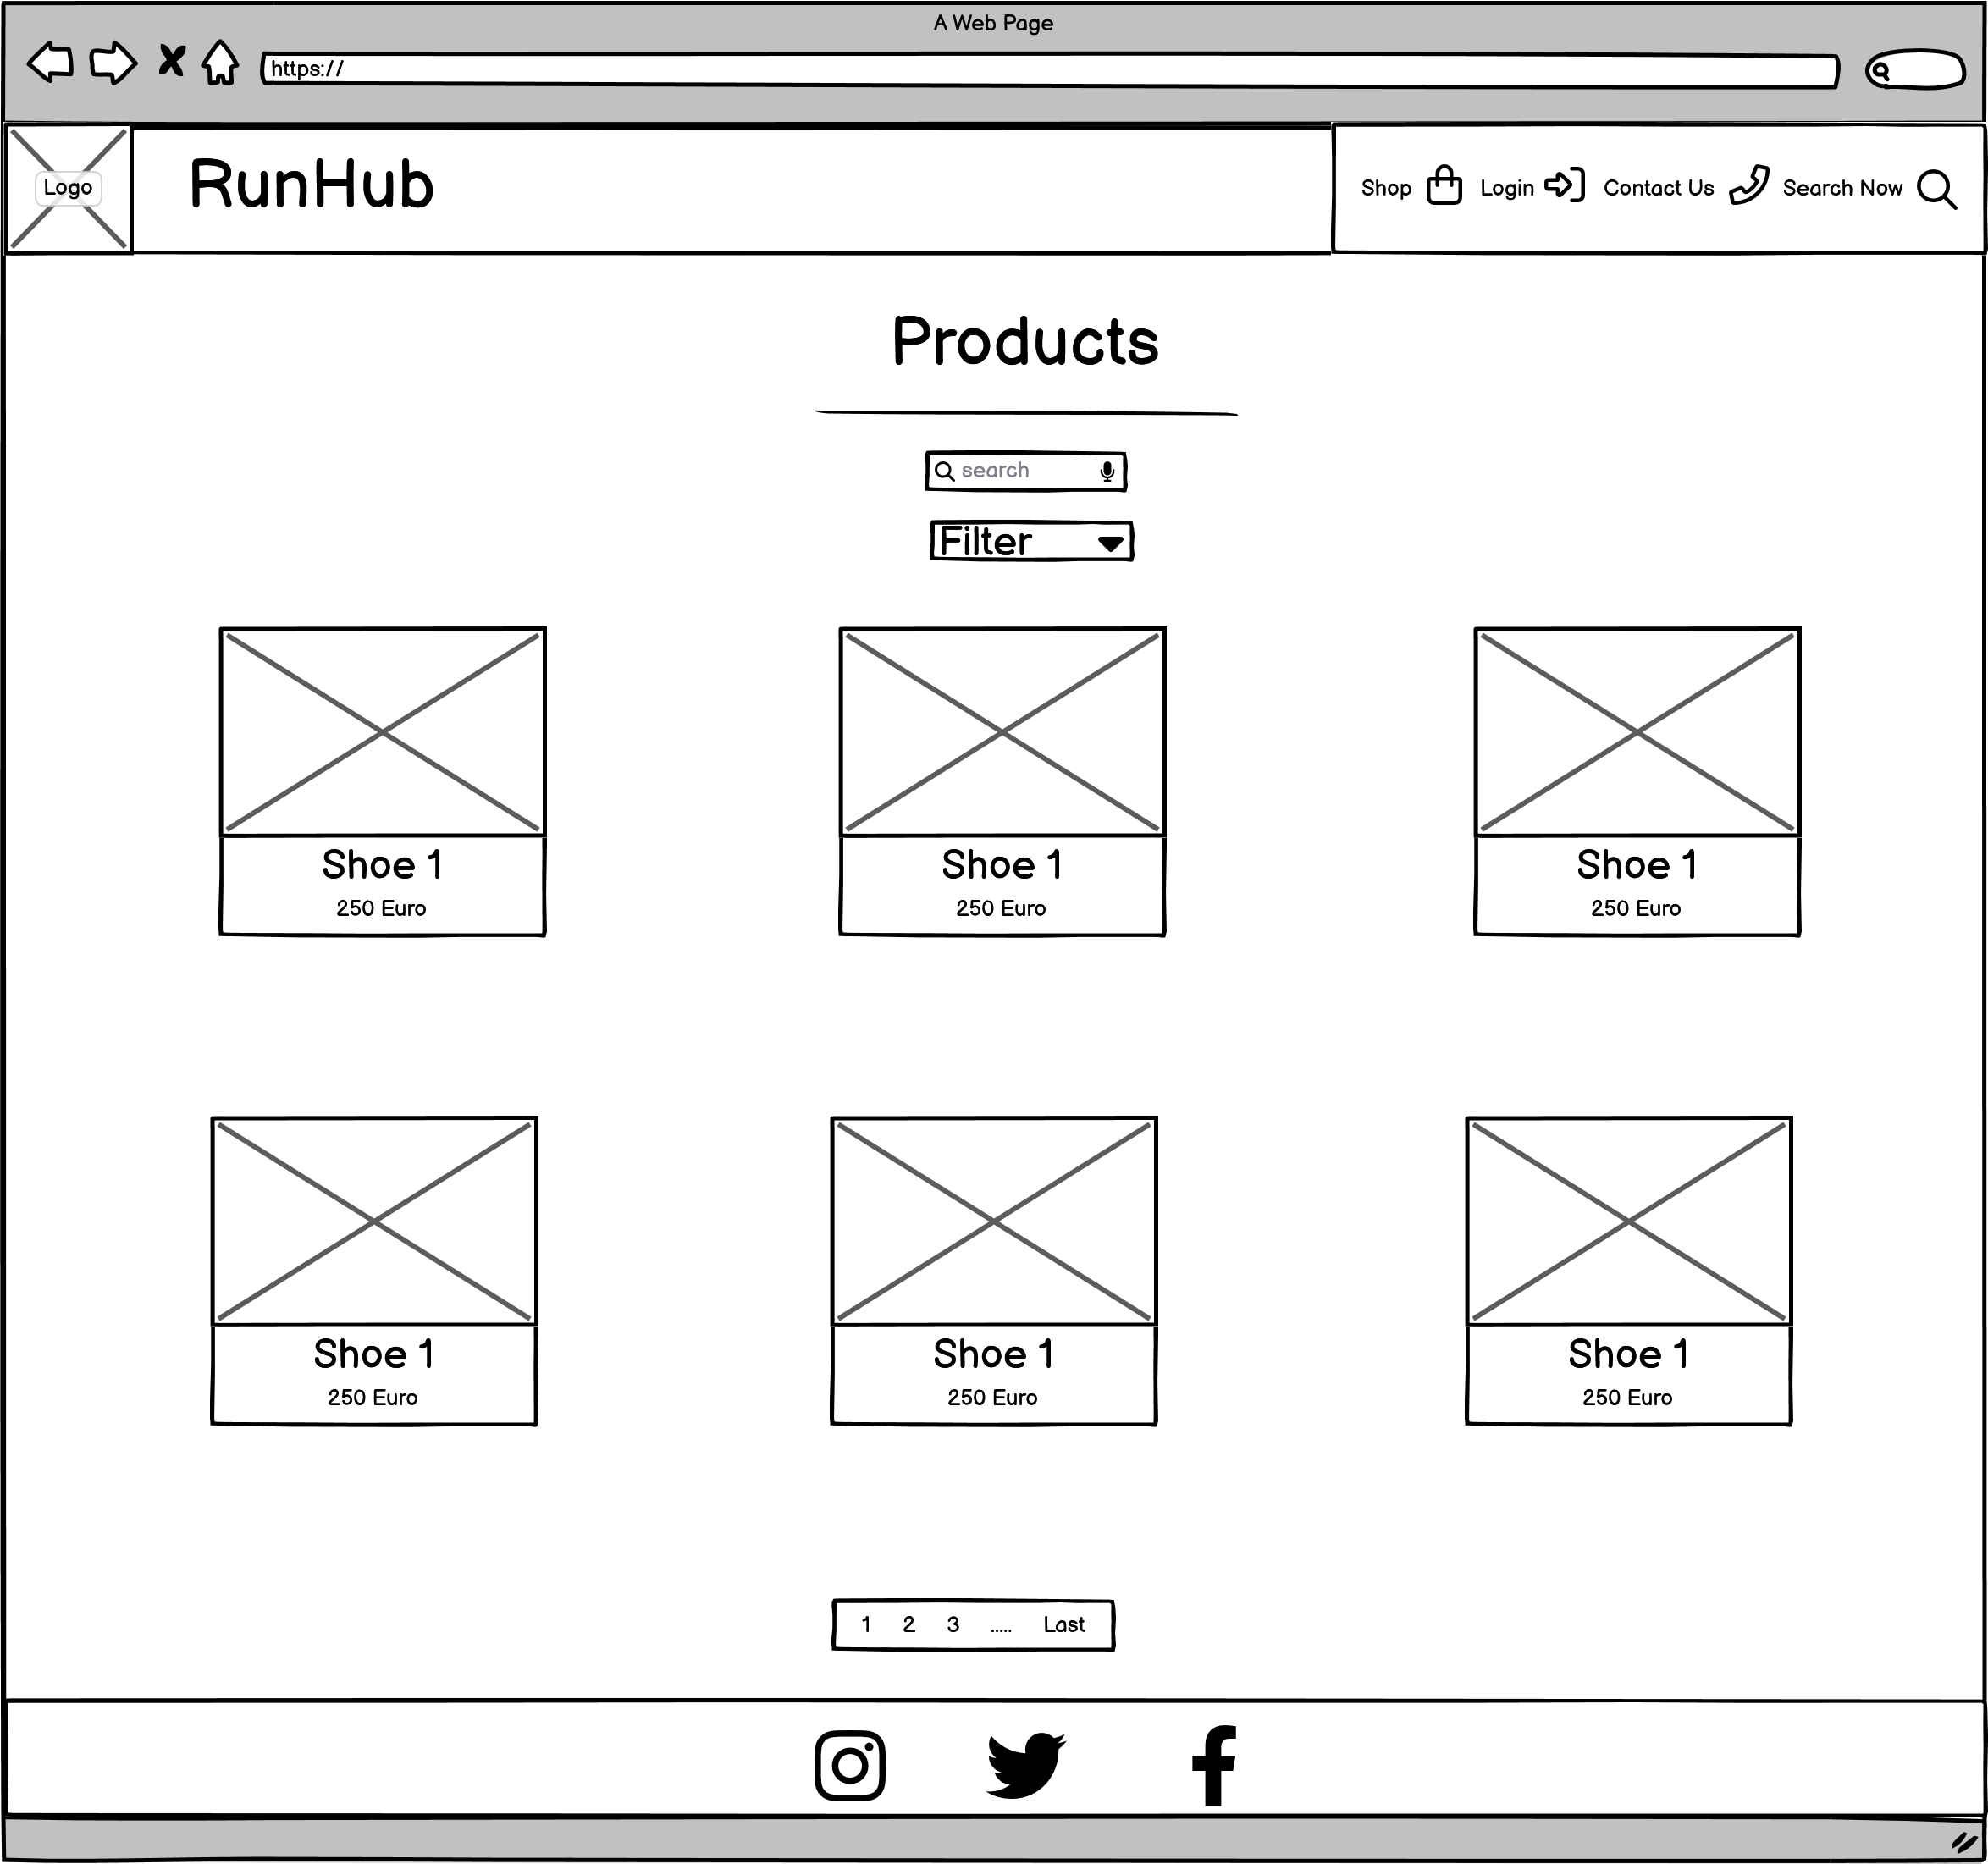 A Web Page
https://
Logo
RunHub
Shop Login Contact Us Search Now
Products
search
Filter
Shoe 1 Shoe 1 Shoe 1
250 Euro 250 Euro 250 Euro
Shoe 1 Shoe 1 Shoe 1
250 Euro 250 Euro 250 Euro
1 2 3 ..... Last